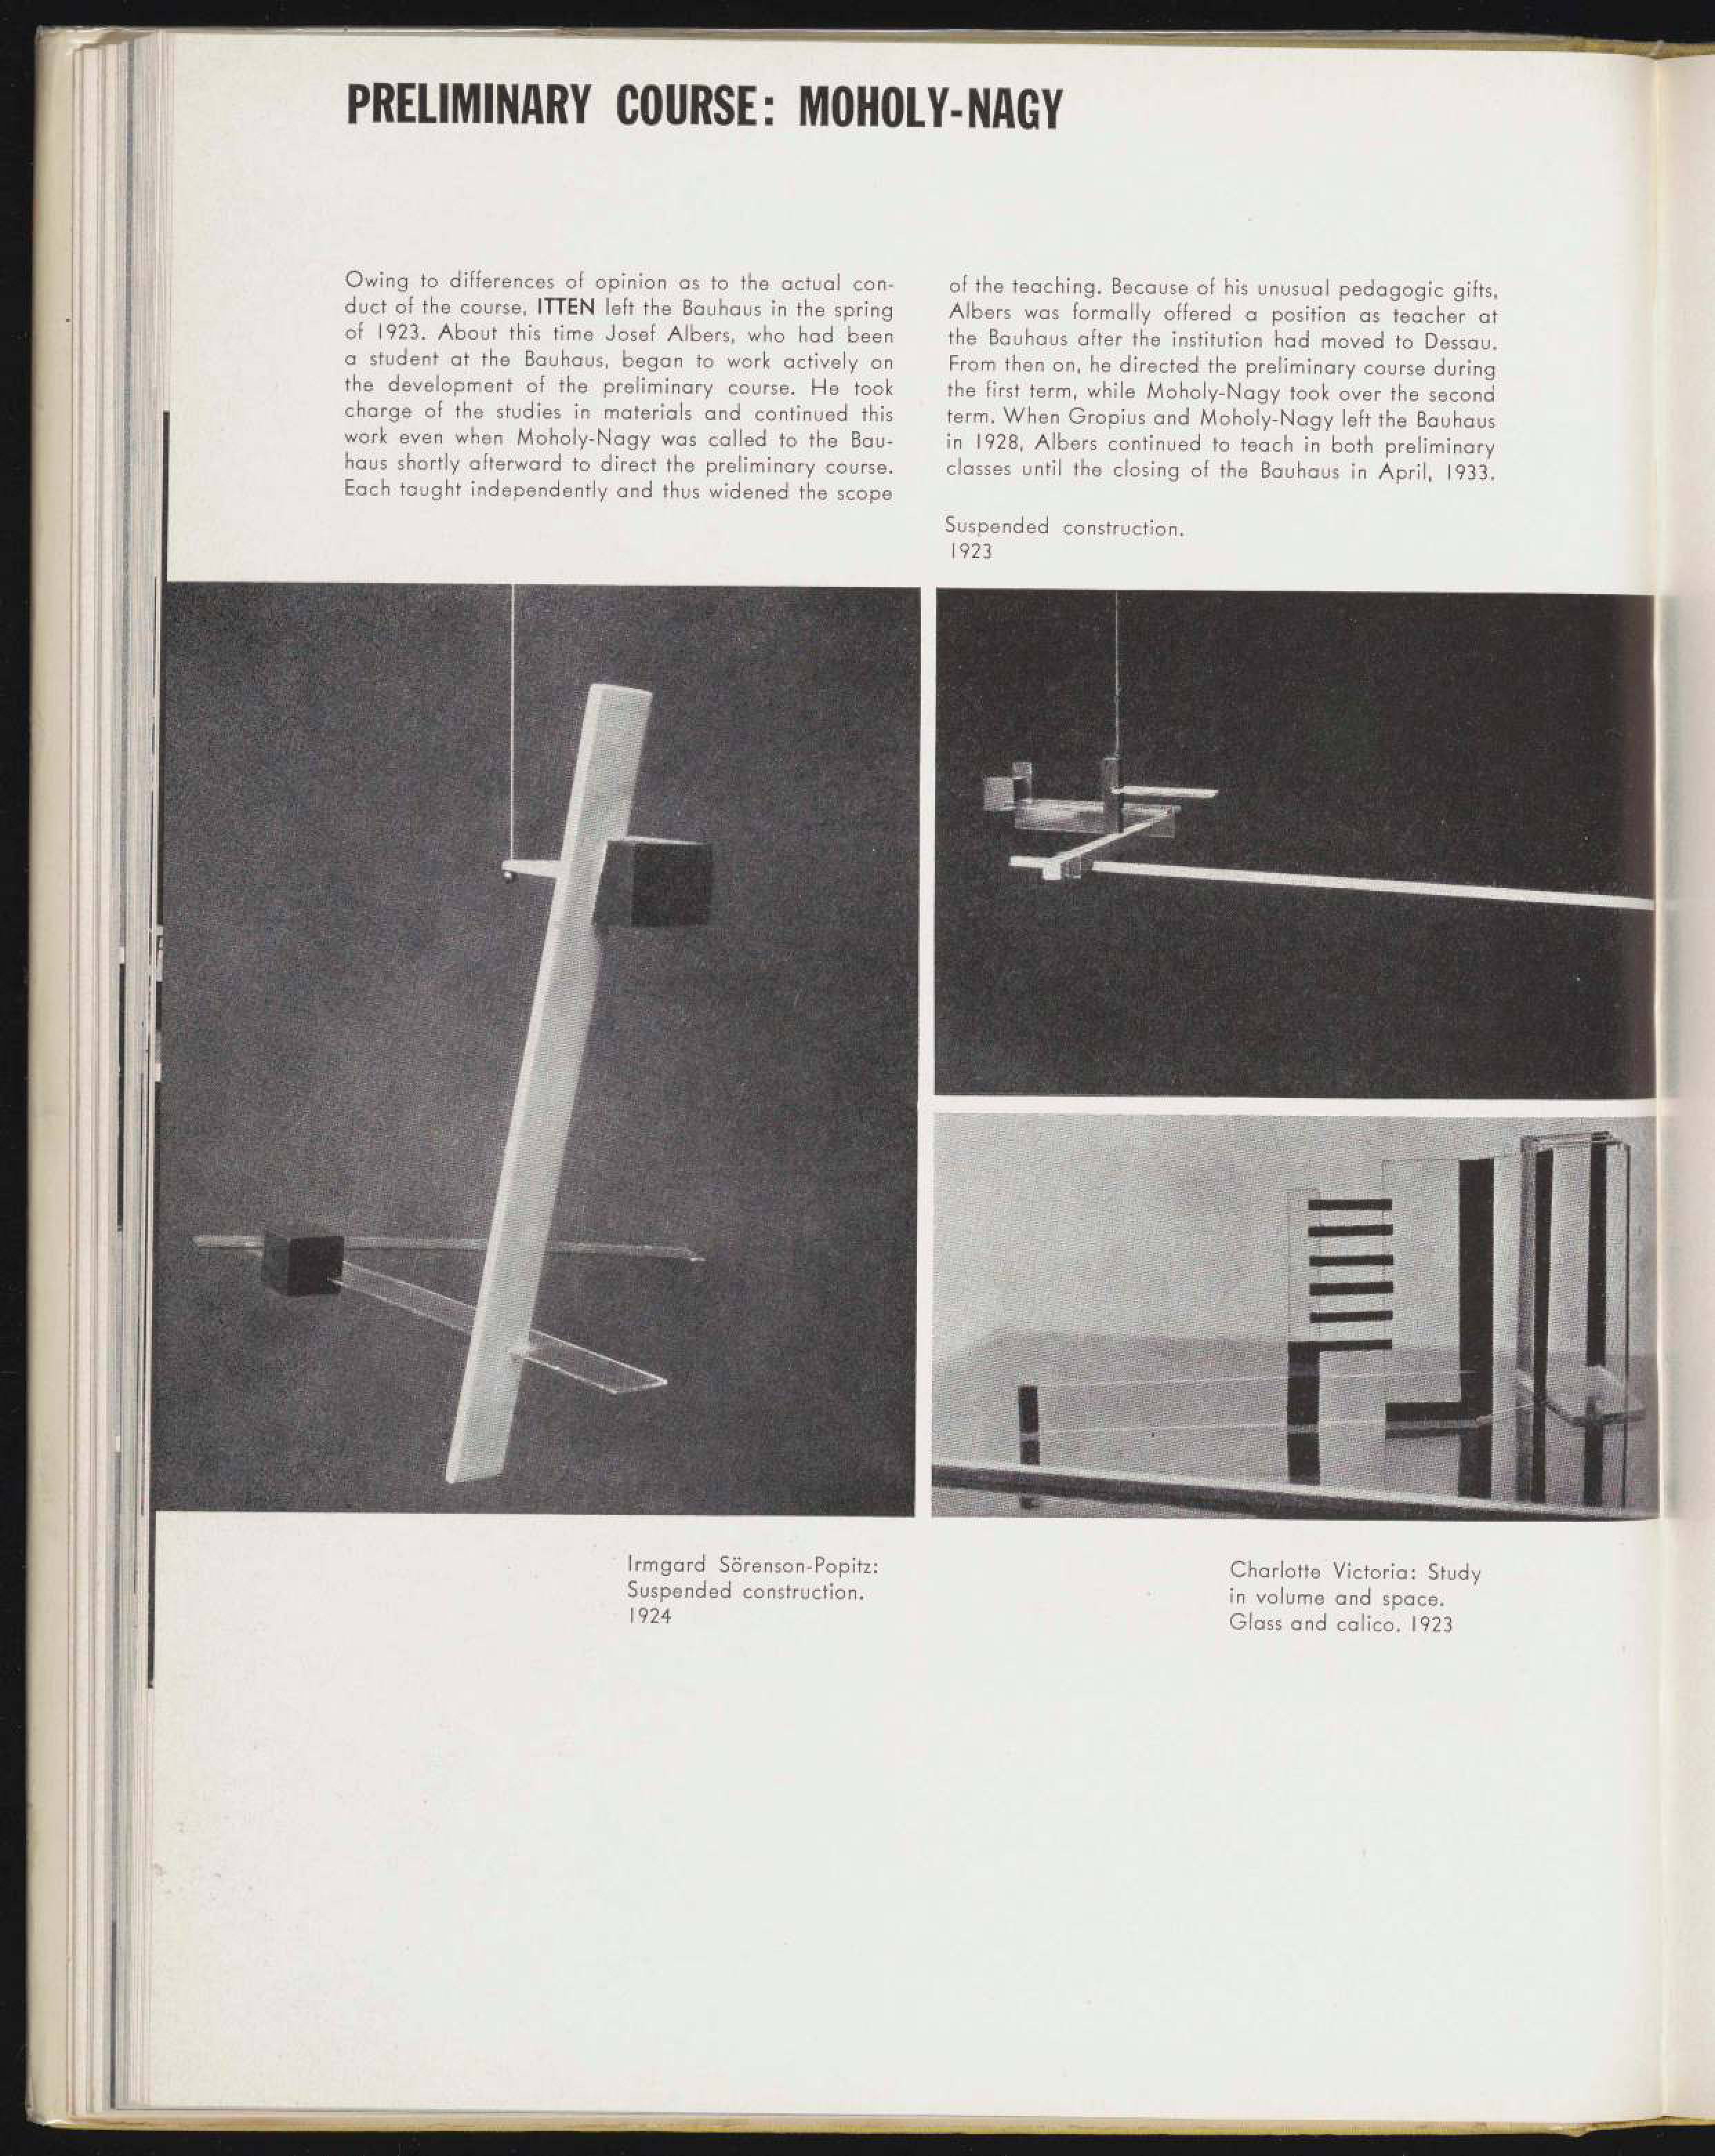 PRELIMINARY COURSE: MOHOLY-NAGY
Owing to differences of opinion as to the actual con-
duct of the course, ITTEN left the Bauhaus in the spring
of 1923. About this time Josef Albers, who had been
a student at the Bauhaus, began to work actively on
the development of the preliminary course. He took
charge of the studies in materials and continued this
work even when Moholy-Nagy was called to the Bau-
haus shortly afterward to direct the preliminary course.
Each taught independently and thus widened the scope
of the teaching. Because of his unusual pedagogic gifts,
Albers was formally offered a position as teacher at
the Bauhaus after the institution had moved to Dessau.
From then on, he directed the preliminary course during
the first term, while Moholy-Nagy took over the second
term. When Gropius and Moholy-Nagy left the Bauhaus
in 1928, Albers continued to teach in both preliminary
classes until the closing of the Bauhaus in April, 1933.
Suspended construction.
1923
Irmgard Sörenson-Popitz:
Suspended construction.
1924
Charlotte Victoria: Study
in volume and space.
Glass and calico. 1923